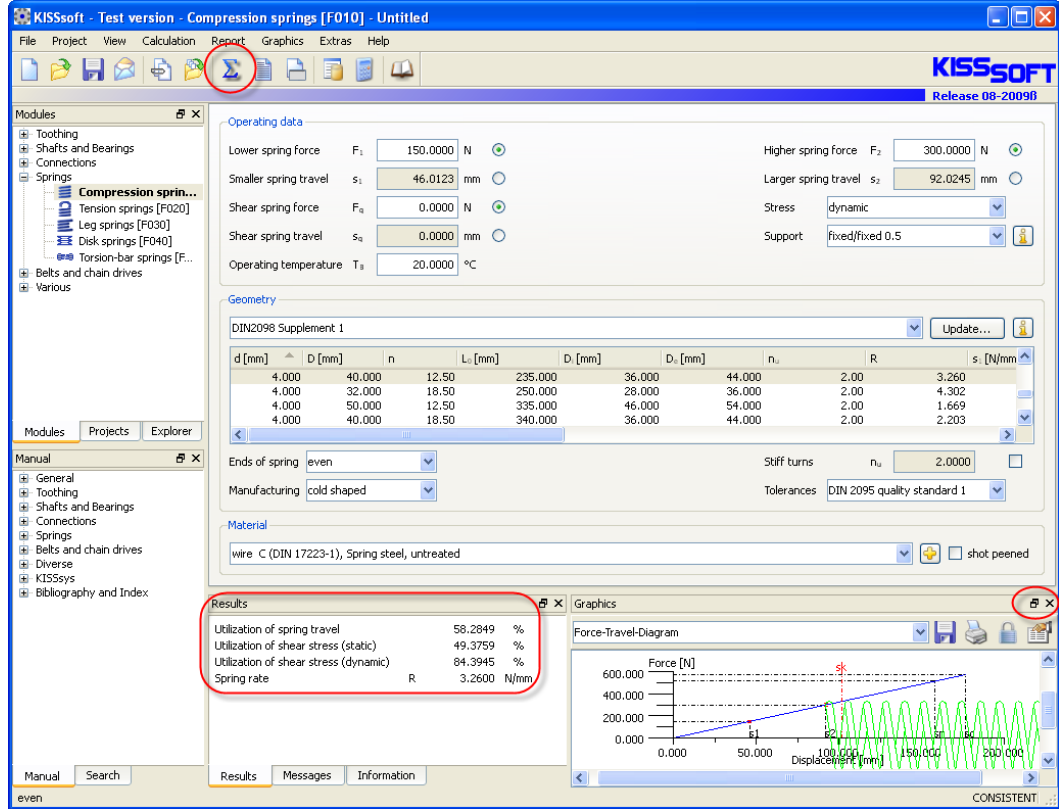 KISSsoft - Test version - Compression springs [F010] - Untitled
File Project View Calculation Report Graphics Extras Help
KISSsoft
Release 08-2009ß
Modules
Toothing
Shafts and Bearings
Connections
Springs
Compression sprin...
Tension springs [F020]
Leg springs [F030]
Disk springs [F040]
Torsion-bar springs [F...
Belts and chain drives
Various
Modules Projects Explorer
Manual
General
Toothing
Shafts and Bearings
Connections
Springs
Belts and chain drives
Diverse
KISSsys
Bibliography and Index
Manual Search
Operating data
Lower spring force F₁ 150.0000 N Higher spring force F₂ 300.0000 N
Smaller spring travel s₁ 46.0123 mm Larger spring travel s₂ 92.0245 mm
Shear spring force Fq 0.0000 N Stress dynamic
Shear spring travel sq 0.0000 mm Support fixed/fixed 0.5
Operating temperature TB 20.0000 °C
Geometry
DIN2098 Supplement 1 Update...
d [mm] D [mm] n L₀ [mm] Dᵢ [mm] Dₑ [mm] nᵤ R s₁ [N/mm
4.000 40.000 12.50 235.000 36.000 44.000 2.00 3.260
4.000 32.000 18.50 250.000 28.000 36.000 2.00 4.302
4.000 50.000 12.50 335.000 46.000 54.000 2.00 1.669
4.000 40.000 18.50 340.000 36.000 44.000 2.00 2.203
Ends of spring even Stiff turns nᵤ 2.0000
Manufacturing cold shaped Tolerances DIN 2095 quality standard 1
Material
wire C (DIN 17223-1), Spring steel, untreated shot peened
Results
Utilization of spring travel 58.2849 %
Utilization of shear stress (static) 49.3759 %
Utilization of shear stress (dynamic) 84.3945 %
Spring rate R 3.2600 N/mm
Results Messages Information
Graphics
Force-Travel-Diagram
Force [N]
sk
600.000
400.000
200.000
0.000
s1 s2 sn sc
0.000 50.000 100.000 150.000 200.000
Displacement [mm]
even CONSISTENT